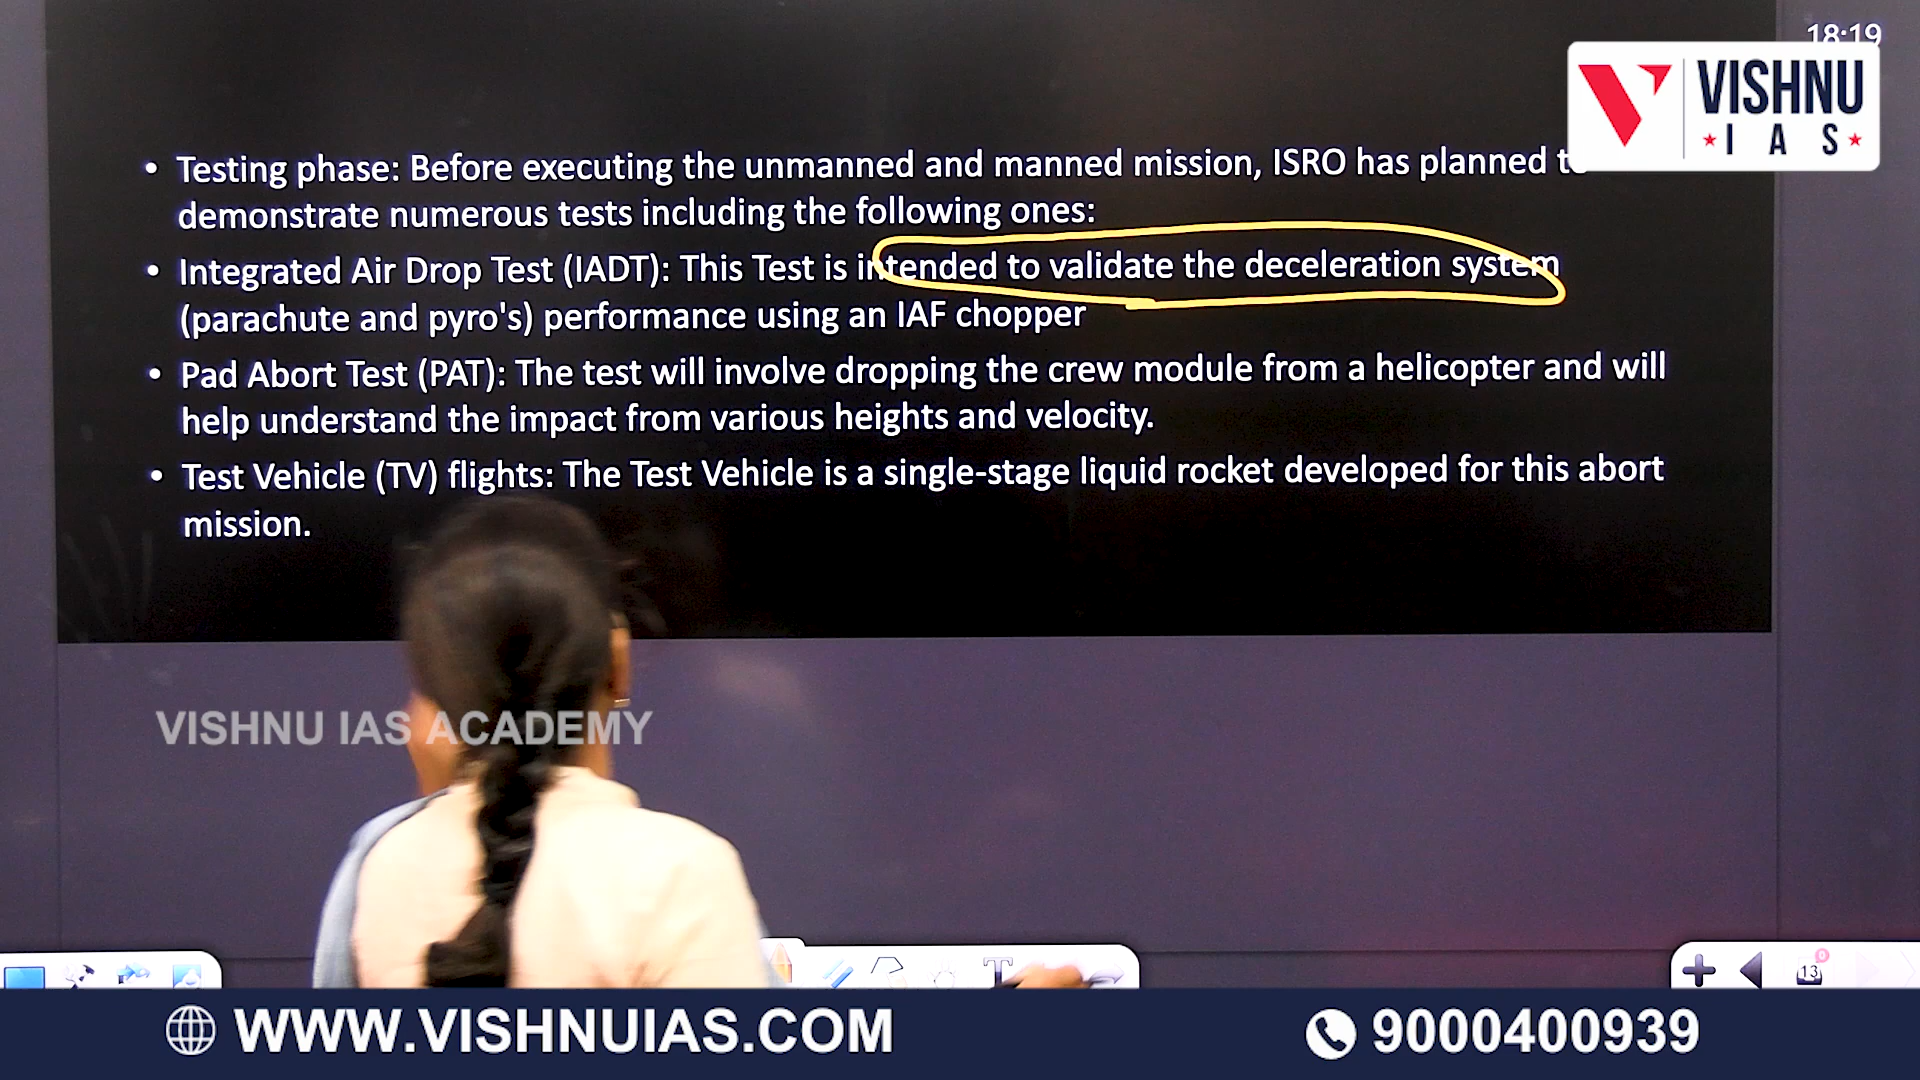 18:19
VISHNU
IAS
• Testing phase: Before executing the unmanned and manned mission, ISRO has planned to
demonstrate numerous tests including the following ones:
• Integrated Air Drop Test (IADT): This Test is intended to validate the deceleration system
(parachute and pyro's) performance using an IAF chopper
• Pad Abort Test (PAT): The test will involve dropping the crew module from a helicopter and will
help understand the impact from various heights and velocity.
• Test Vehicle (TV) flights: The Test Vehicle is a single-stage liquid rocket developed for this abort
mission.
VISHNU IAS ACADEMY
T
13
0
WWW.VISHNUIAS.COM
9000400939